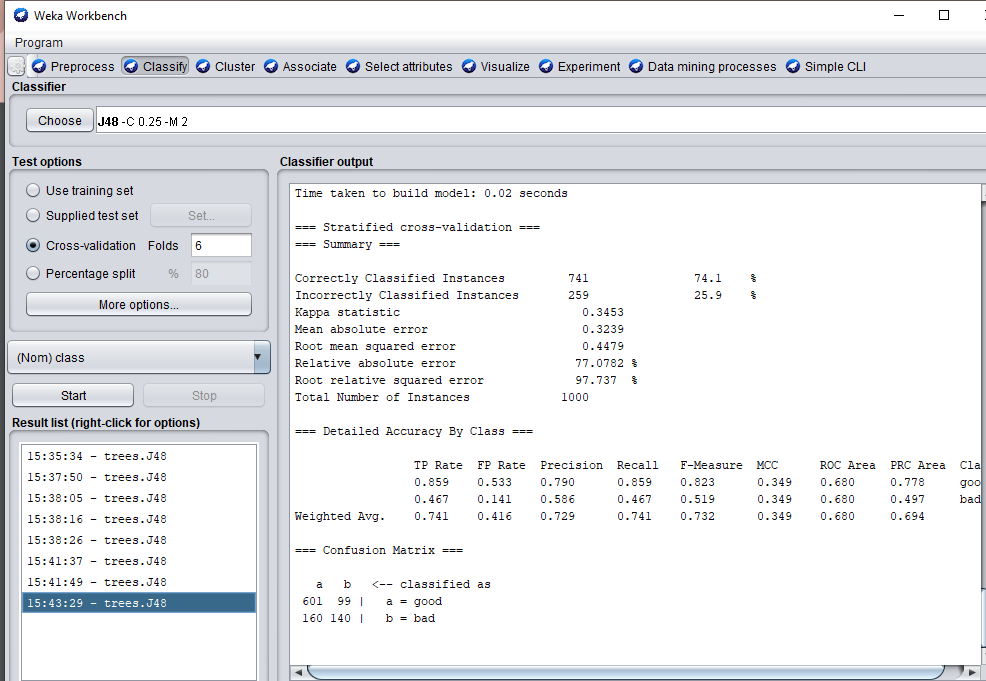 Weka Workbench
Program
Preprocess Classify Cluster Associate Select attributes Visualize Experiment Data mining processes Simple CLI
Classifier
Choose J48 -C 0.25 -M 2
Test options
Use training set
Supplied test set Set...
Cross-validation Folds 6
Percentage split % 80
More options...
(Nom) class
Start Stop
Result list (right-click for options)
15:35:34 - trees.J48
15:37:50 - trees.J48
15:38:05 - trees.J48
15:38:16 - trees.J48
15:38:26 - trees.J48
15:41:37 - trees.J48
15:41:49 - trees.J48
15:43:29 - trees.J48
Classifier output
Time taken to build model: 0.02 seconds
=== Stratified cross-validation ===
=== Summary ===
Correctly Classified Instances 741 74.1 %
Incorrectly Classified Instances 259 25.9 %
Kappa statistic 0.3453
Mean absolute error 0.3239
Root mean squared error 0.4479
Relative absolute error 77.0782 %
Root relative squared error 97.737 %
Total Number of Instances 1000
=== Detailed Accuracy By Class ===
TP Rate FP Rate Precision Recall F-Measure MCC ROC Area PRC Area Cla
0.859 0.533 0.790 0.859 0.823 0.349 0.680 0.778 goo
0.467 0.141 0.586 0.467 0.519 0.349 0.680 0.497 bad
Weighted Avg. 0.741 0.416 0.729 0.741 0.732 0.349 0.680 0.694
=== Confusion Matrix ===
a b <-- classified as
601 99 | a = good
160 140 | b = bad